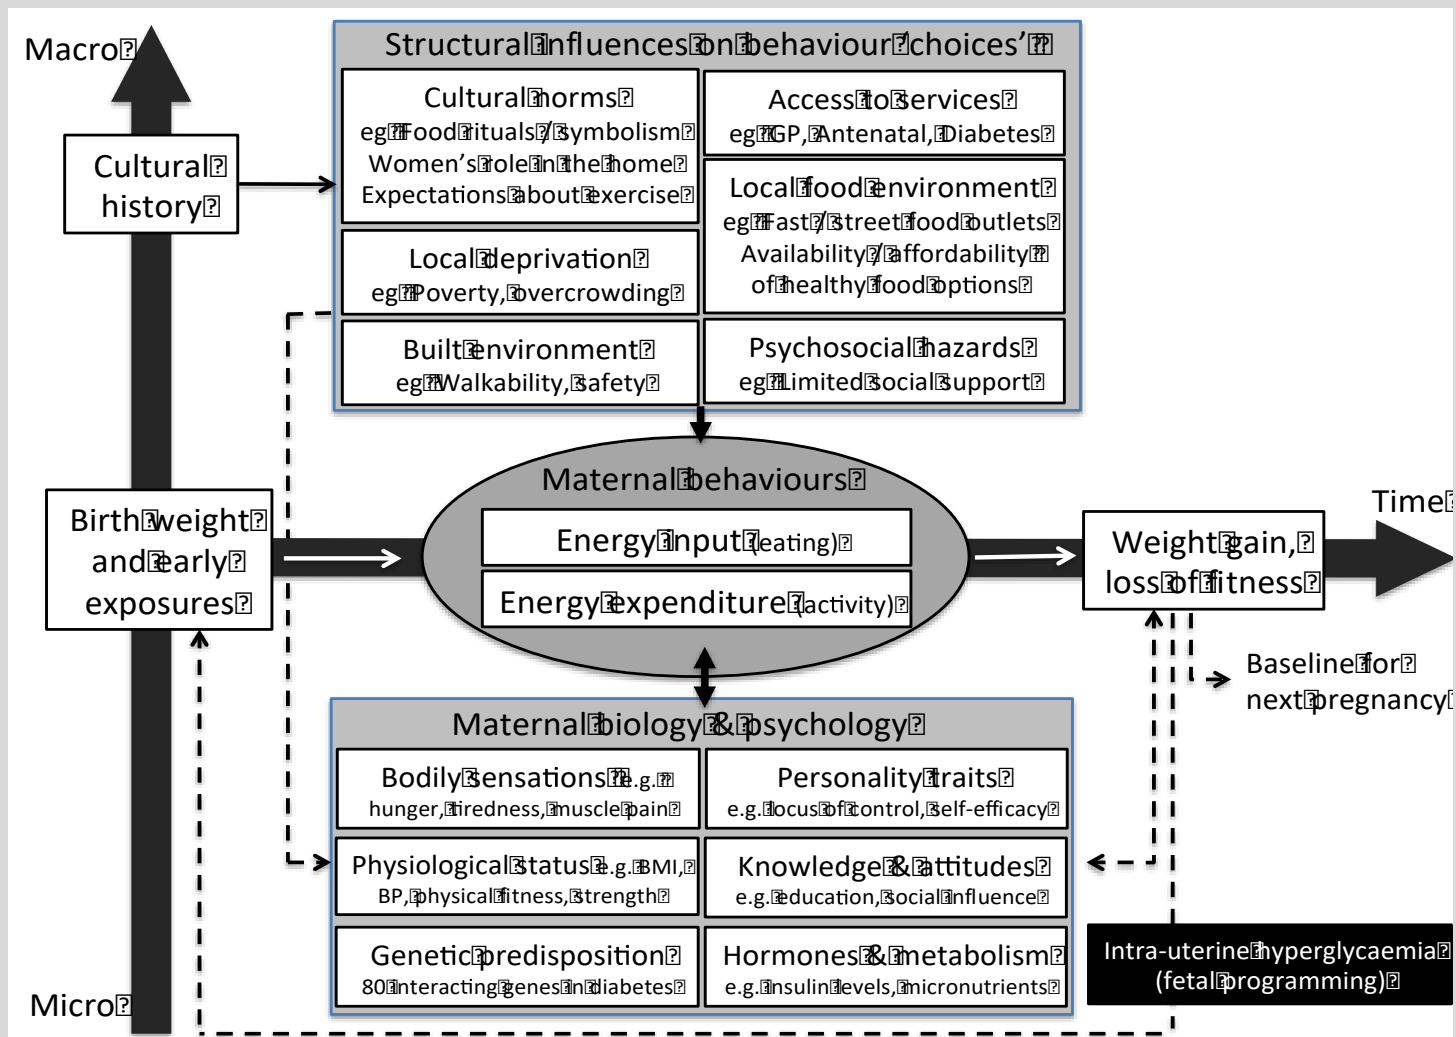 Macro
Structural influences on behaviour 'choices'
Cultural norms
eg Food rituals / symbolism
Women's role in the home
Expectations about exercise
Access to services
eg GP, Antenatal, Diabetes
Cultural
history
Local food environment
eg Fast / street food outlets
Availability / affordability
of healthy food options
Local deprivation
eg Poverty, overcrowding
Built environment
eg Walkability, safety
Psychosocial hazards
eg Limited social support
Maternal behaviours
Energy input (eating)
Energy expenditure (activity)
Birth weight
and early
exposures
Weight gain,
loss of fitness
Time
Baseline for
next pregnancy
Maternal biology & psychology
Bodily sensations e.g.
hunger, tiredness, muscle pain
Personality traits
e.g. locus of control, self-efficacy
Physiological status e.g. BMI,
BP, physical fitness, strength
Knowledge & attitudes
e.g. education, social influence
Genetic predisposition
80 interacting genes in diabetes
Hormones & metabolism
e.g. insulin levels, micronutrients
Intra-uterine hyperglycaemia
(fetal programming)
Micro